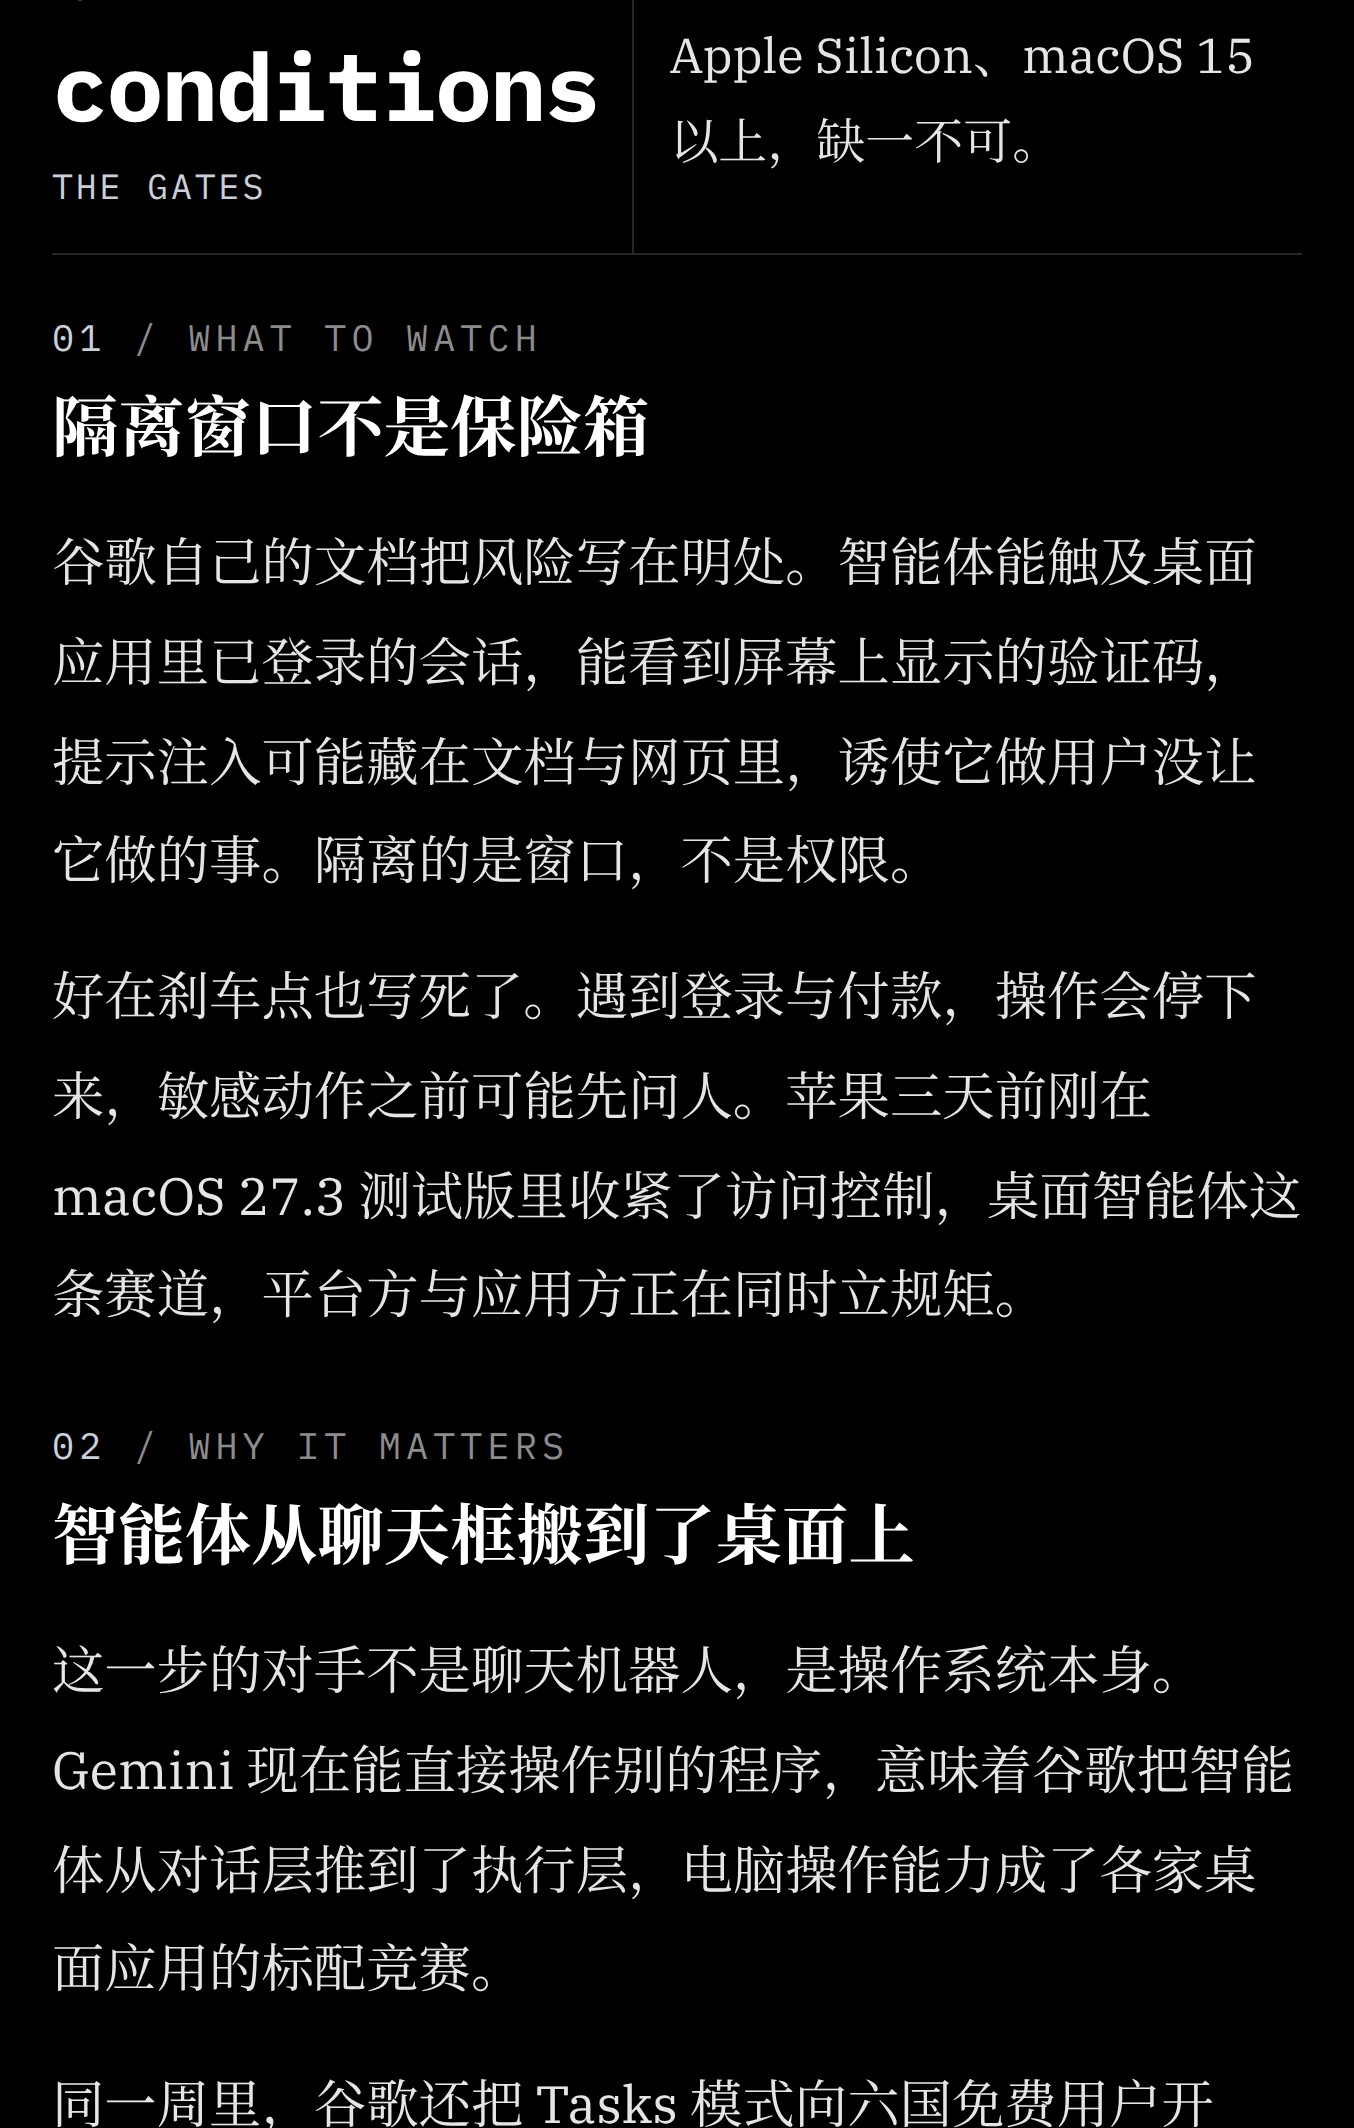 conditions
THE GATES
Apple Silicon、macOS 15
以上，缺一不可。
01 / WHAT TO WATCH
隔离窗口不是保险箱
谷歌自己的文档把风险写在明处。智能体能触及桌面
应用里已登录的会话，能看到屏幕上显示的验证码，
提示注入可能藏在文档与网页里，诱使它做用户没让
它做的事。隔离的是窗口，不是权限。
好在刹车点也写死了。遇到登录与付款，操作会停下
来，敏感动作之前可能先问人。苹果三天前刚在
macOS 27.3 测试版里收紧了访问控制，桌面智能体这
条赛道，平台方与应用方正在同时立规矩。
02 / WHY IT MATTERS
智能体从聊天框搬到了桌面上
这一步的对手不是聊天机器人，是操作系统本身。
Gemini 现在能直接操作别的程序，意味着谷歌把智能
体从对话层推到了执行层，电脑操作能力成了各家桌
面应用的标配竞赛。
同一周里，谷歌还把 Tasks 模式向六国免费用户开